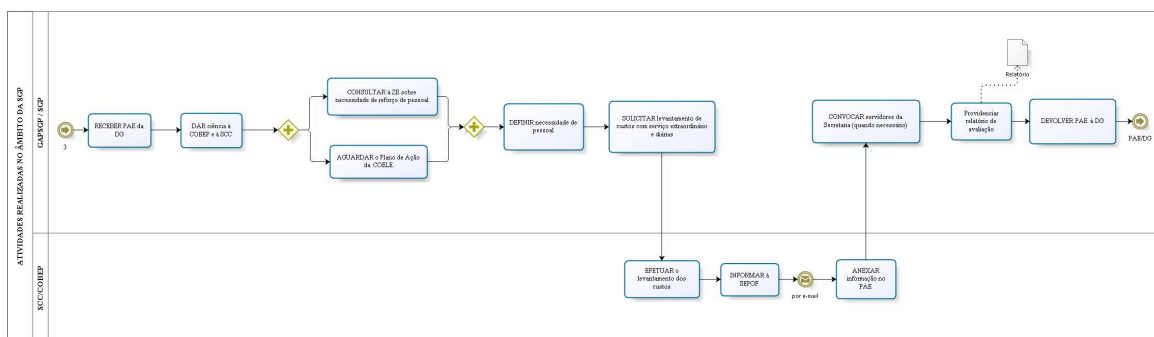 ATIVIDADES REALIZADAS NO ÂMBITO DA SGP
GAPSGP / SGP
3
RECEBER PAE da
DG
DAR ciência à
COBEP e à SCC
CONSULTAR à ZE sobre
necessidade de reforço de pessoal
AGUARDAR o Plano de Ação
da COELE
DEFINIR necessidade de
pessoal
SOLICITAR levantamento de
custos com serviço extraordinário
e diárias
CONVOCAR servidores da
Secretaria (quando necessário)
Relatório
Providenciar
relatório de
avaliação
DEVOLVER PAE à DG
PAE/DG
SCC/COBEP
EFETUAR o
levantamento dos
custos
INFORMAR à
SEPOF
por e-mail
ANEXAR
informação no
PAE